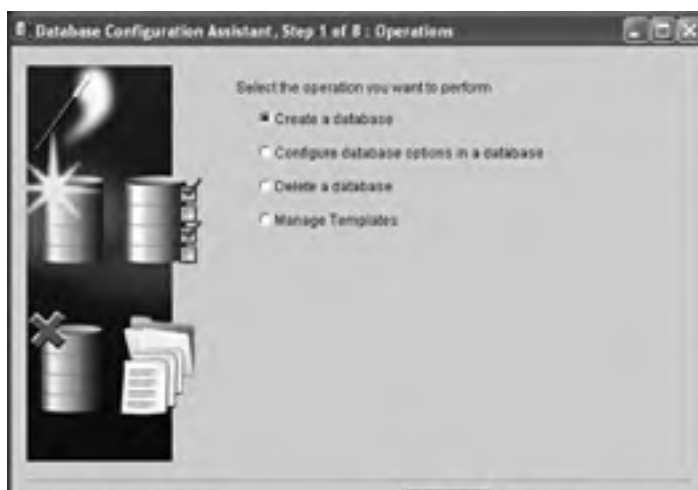 Database Configuration Assistant, Step 1 of 8 : Operations
Select the operation you want to perform
Create a database
Configure database options in a database
Delete a database
Manage Templates